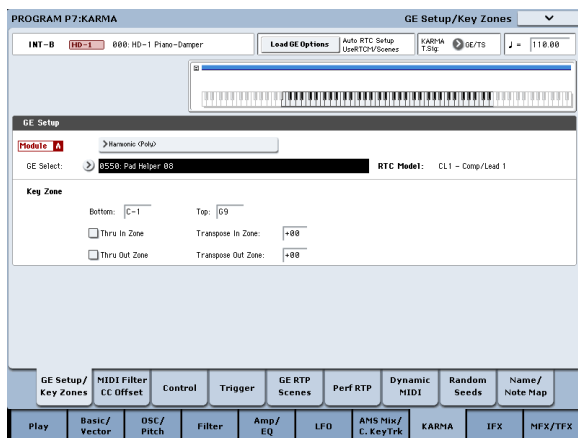 PROGRAM P7:KARMA
GE Setup/Key Zones
INT-B HD-1 000: HD-1 Piano-Damper
Load GE Options
Auto RTC Setup
UseRTCM/Scenes
KARMA
T.Sig:
GE/TS
♩ = 110.00
GE Setup
Module A
Harmonic (Poly)
GE Select:
0550: Pad Helper 08
RTC Model: CL1 - Comp/Lead 1
Key Zone
Bottom: C-1
Top: G9
Thru In Zone
Transpose In Zone: +00
Thru Out Zone
Transpose Out Zone: +00
GE Setup/
Key Zones
MIDI Filter
CC Offset
Control
Trigger
GE RTP
Scenes
Perf RTP
Dynamic
MIDI
Random
Seeds
Name/
Note Map
Play
Basic/
Vector
OSC/
Pitch
Filter
Amp/
EQ
LFO
AMS Mix/
C. KeyTrk
KARMA
IFX
MFX/TFX